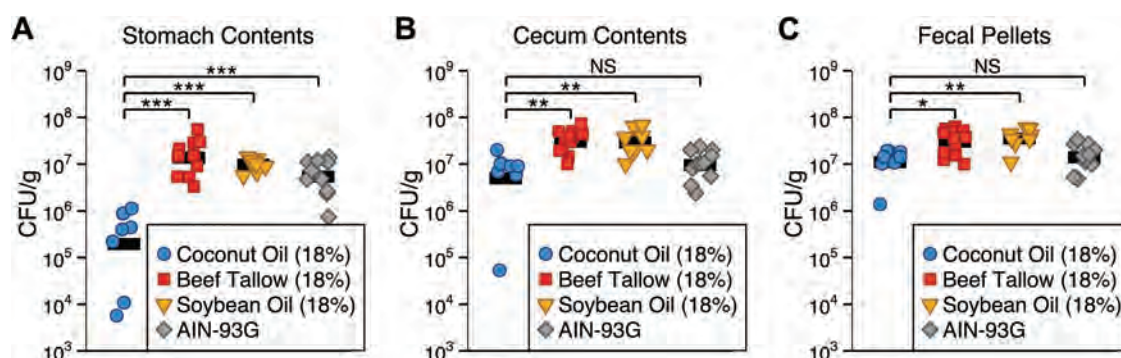 A Stomach Contents
CFU/g
10⁹
10⁸
10⁷
10⁶
10⁵
10⁴
10³
***
***
***
Coconut Oil (18%)
Beef Tallow (18%)
Soybean Oil (18%)
AIN-93G
B Cecum Contents
CFU/g
10⁹
10⁸
10⁷
10⁶
10⁵
10⁴
10³
NS
**
**
Coconut Oil (18%)
Beef Tallow (18%)
Soybean Oil (18%)
AIN-93G
C Fecal Pellets
CFU/g
10⁹
10⁸
10⁷
10⁶
10⁵
10⁴
10³
NS
**
*
Coconut Oil (18%)
Beef Tallow (18%)
Soybean Oil (18%)
AIN-93G